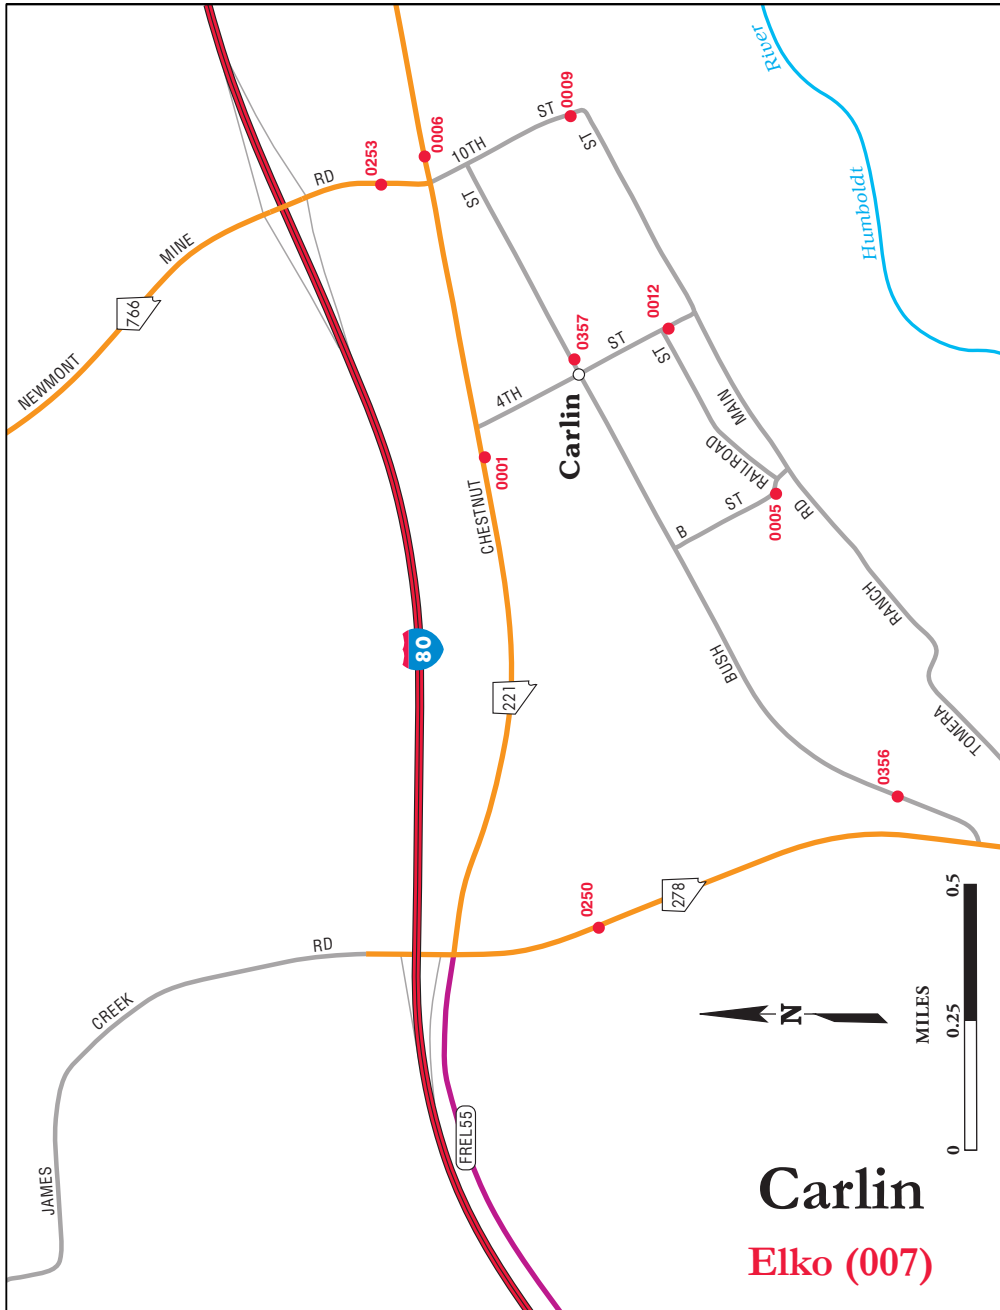 River
Humboldt
0009
0006
0253
10TH
ST
ST
ST
RD
MINE
766
NEWMONT
0012
0357
ST
ST
4TH
Carlin
MAIN
RAILROAD
0001
CHESTNUT
ST
B
0005
RD
RANCH
80
221
BUSH
TOMERA
0356
278
0250
RD
CREEK
JAMES
FREL55
N
MILES
0 0.25 0.5
Carlin
Elko (007)